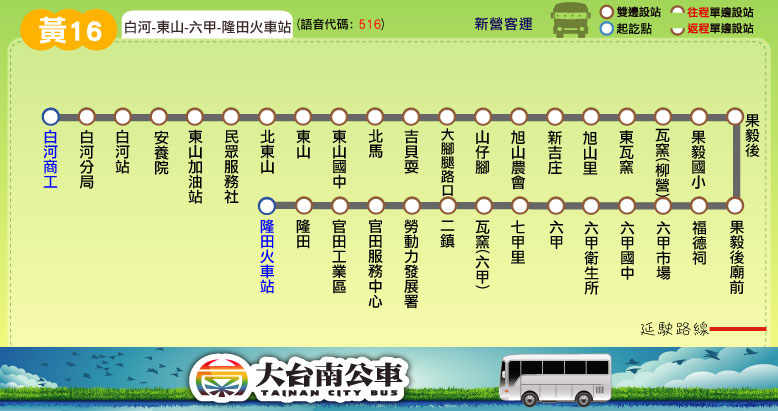 黃16
白河-東山-六甲-隆田火車站
(語音代碼: 516)
新營客運
雙邊設站
往程單邊設站
起訖點
返程單邊設站
白河商工
白河分局
白河站
安養院
東山加油站
民眾服務社
北東山
東山
東山國中
北馬
吉貝耍
大腳腿路口
山仔腳
旭山農會
新吉庄
旭山里
東瓦窯
瓦窯(柳營)
果毅國小
果毅後
隆田火車站
隆田
官田工業區
官田服務中心
勞動力發展署
二鎮
瓦窯(六甲)
七甲里
六甲
六甲衛生所
六甲國中
六甲市場
福德祠
果毅後廟前
延駛路線
大台南公車
TAINAN CITY BUS